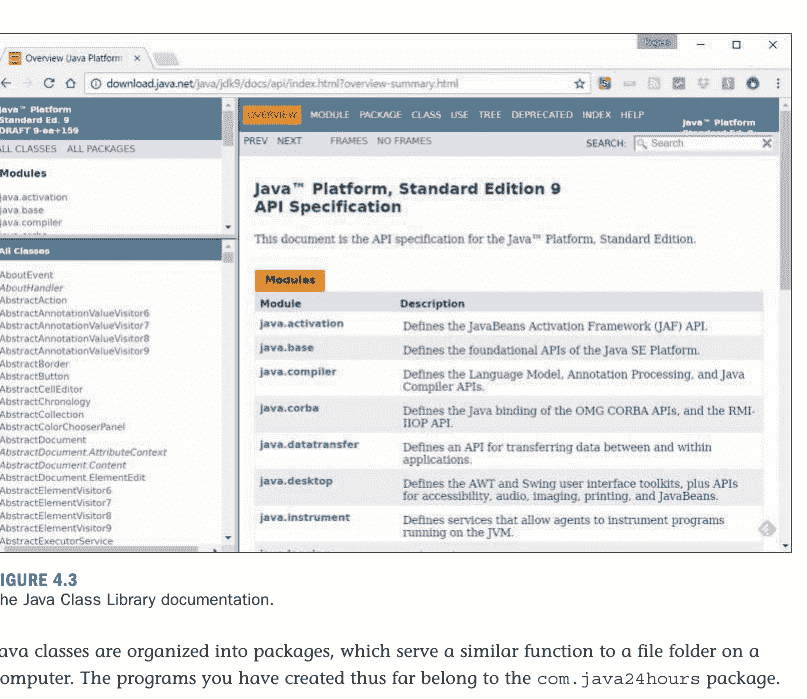 Overview (Java Platform
download.java.net/java/jdk9/docs/api/index.html?overview-summary.html
Java™ Platform
Standard Ed. 9
DRAFT 9-ea+159
ALL CLASSES ALL PACKAGES
Modules
java.activation
java.base
java.compiler
All Classes
AboutEvent
AboutHandler
AbstractAction
AbstractAnnotationValueVisitor6
AbstractAnnotationValueVisitor7
AbstractAnnotationValueVisitor8
AbstractAnnotationValueVisitor9
AbstractBorder
AbstractButton
AbstractCellEditor
AbstractChronology
AbstractCollection
AbstractColorChooserPanel
AbstractDocument
AbstractDocument.AttributeContext
AbstractDocument.Content
AbstractDocument.ElementEdit
AbstractElementVisitor6
AbstractElementVisitor7
AbstractElementVisitor8
AbstractElementVisitor9
AbstractExecutorService
OVERVIEW MODULE PACKAGE CLASS USE TREE DEPRECATED INDEX HELP
Java™ Platform
Standard Ed. 9
PREV NEXT FRAMES NO FRAMES SEARCH: Search
Java™ Platform, Standard Edition 9
API Specification
This document is the API specification for the Java™ Platform, Standard Edition.
Modules
Module Description
java.activation Defines the JavaBeans Activation Framework (JAF) API.
java.base Defines the foundational APIs of the Java SE Platform.
java.compiler Defines the Language Model, Annotation Processing, and Java
Compiler APIs.
java.corba Defines the Java binding of the OMG CORBA APIs, and the RMI-
IIOP API.
java.datatransfer Defines an API for transferring data between and within
applications.
java.desktop Defines the AWT and Swing user interface toolkits, plus APIs
for accessibility, audio, imaging, printing, and JavaBeans.
java.instrument Defines services that allow agents to instrument programs
running on the JVM.
IGURE 4.3
he Java Class Library documentation.
ava classes are organized into packages, which serve a similar function to a file folder on a
omputer. The programs you have created thus far belong to the com.java24hours package.